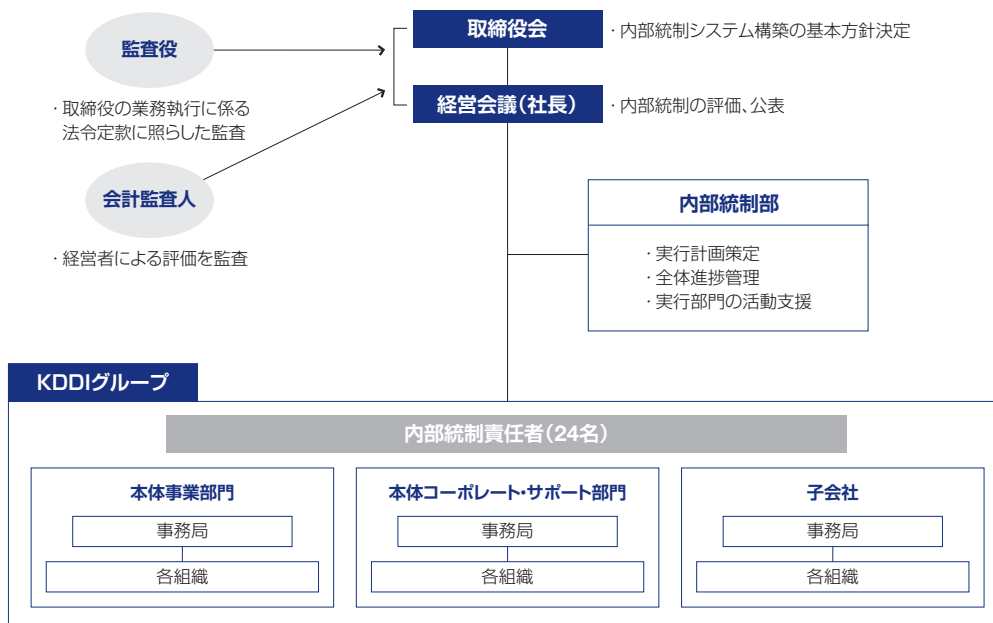 取締役会
・内部統制システム構築の基本方針決定
監査役
・取締役の業務執行に係る
法令定款に照らした監査
経営会議（社長）
・内部統制の評価、公表
会計監査人
・経営者による評価を監査
内部統制部
・実行計画策定
・全体進捗管理
・実行部門の活動支援
KDDIグループ
内部統制責任者（24名）
本体事業部門
事務局
各組織
本体コーポレート・サポート部門
事務局
各組織
子会社
事務局
各組織